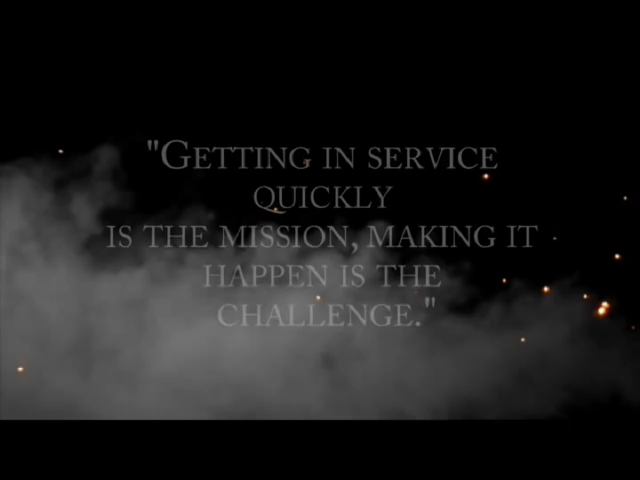 "Getting in service
quickly
is the mission, making it
happen is the
challenge."